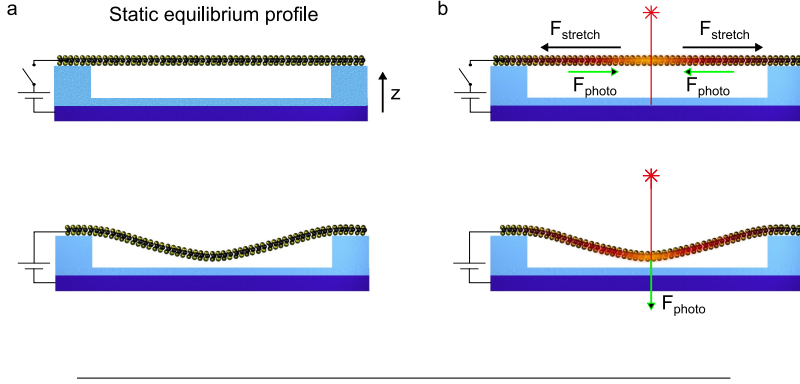 a
Static equilibrium profile
z
b
F_stretch F_stretch
F_photo F_photo
F_photo